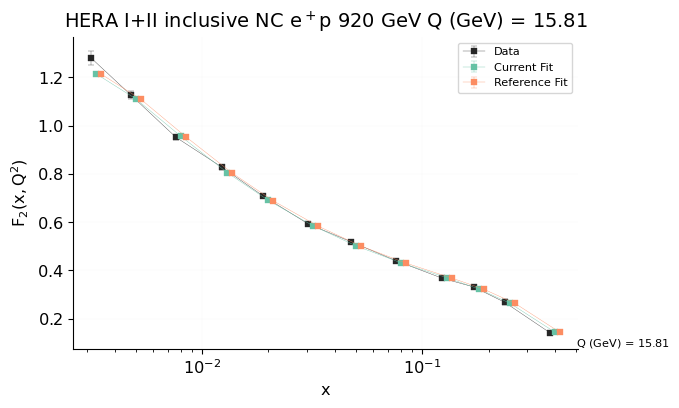 HERA I+II inclusive NC e⁺p 920 GeV Q (GeV) = 15.81
Data
Current Fit
Reference Fit
F₂(x, Q²)
1.2
1.0
0.8
0.6
0.4
0.2
Q (GeV) = 15.81
10⁻²
10⁻¹
x